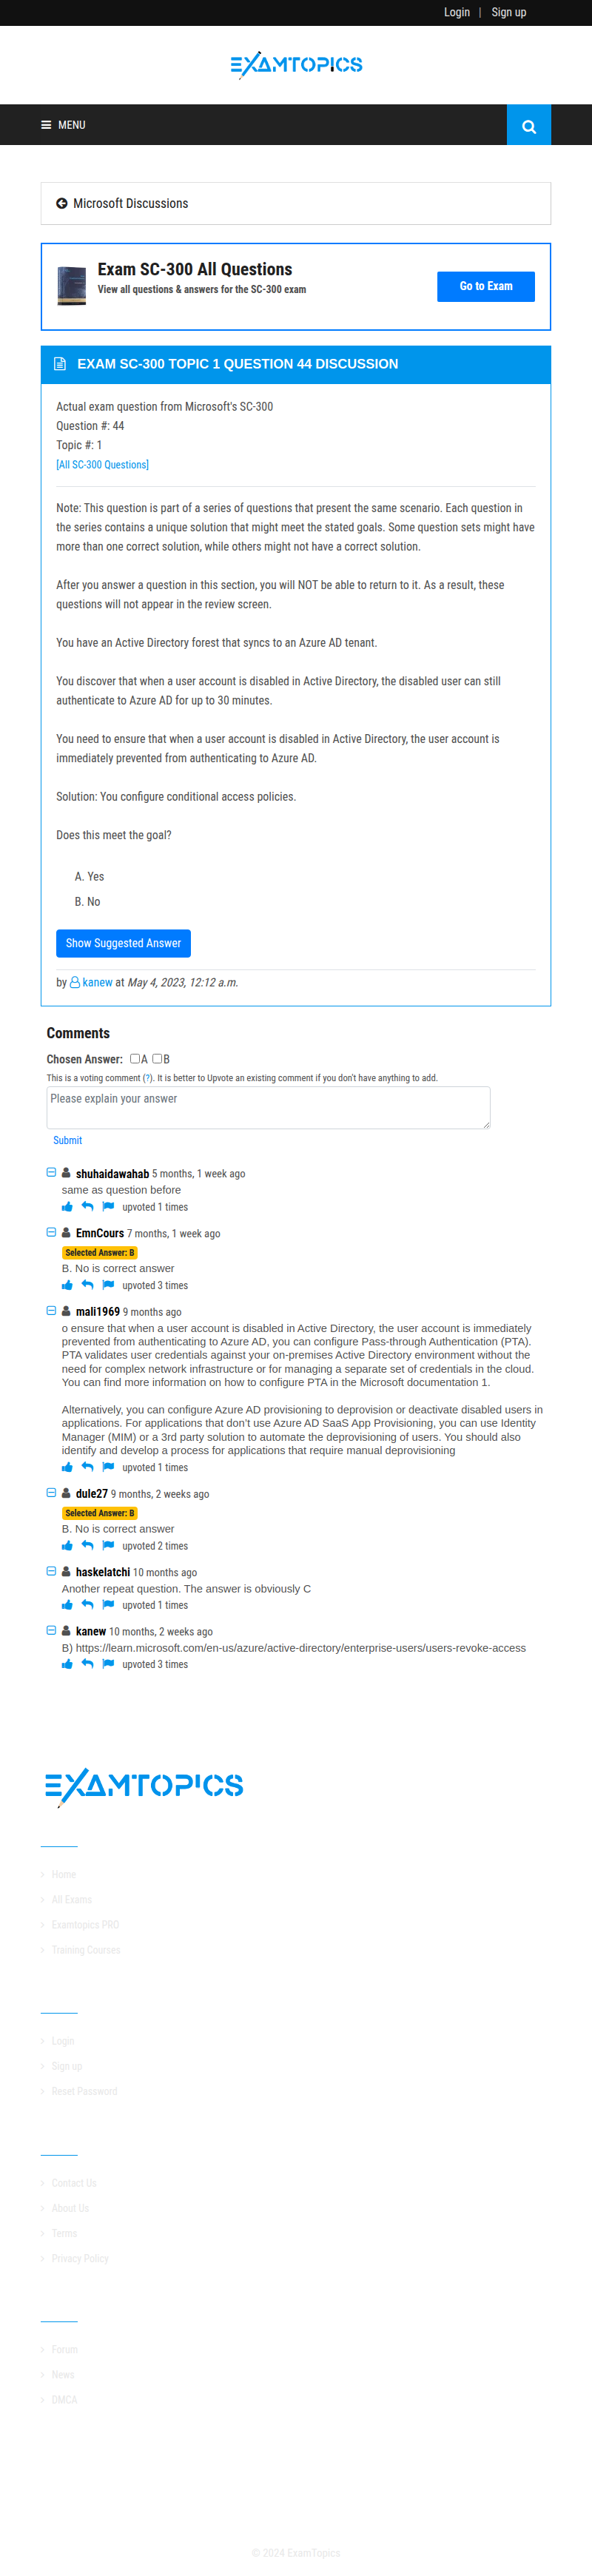 Login | Sign up
EXAMTOPICS
MENU
Microsoft Discussions
Exam SC-300 All Questions
View all questions & answers for the SC-300 exam
Go to Exam
EXAM SC-300 TOPIC 1 QUESTION 44 DISCUSSION
Actual exam question from Microsoft's SC-300
Question #: 44
Topic #: 1
[All SC-300 Questions]
Note: This question is part of a series of questions that present the same scenario. Each question in
the series contains a unique solution that might meet the stated goals. Some question sets might have
more than one correct solution, while others might not have a correct solution.
After you answer a question in this section, you will NOT be able to return to it. As a result, these
questions will not appear in the review screen.
You have an Active Directory forest that syncs to an Azure AD tenant.
You discover that when a user account is disabled in Active Directory, the disabled user can still
authenticate to Azure AD for up to 30 minutes.
You need to ensure that when a user account is disabled in Active Directory, the user account is
immediately prevented from authenticating to Azure AD.
Solution: You configure conditional access policies.
Does this meet the goal?
A. Yes
B. No
Show Suggested Answer
by kanew at May 4, 2023, 12:12 a.m.
Comments
Chosen Answer: A B
This is a voting comment (?). It is better to Upvote an existing comment if you don't have anything to add.
Please explain your answer
Submit
shuhaidawahab 5 months, 1 week ago
same as question before
upvoted 1 times
EmnCours 7 months, 1 week ago
Selected Answer: B
B. No is correct answer
upvoted 3 times
mali1969 9 months ago
o ensure that when a user account is disabled in Active Directory, the user account is immediately
prevented from authenticating to Azure AD, you can configure Pass-through Authentication (PTA).
PTA validates user credentials against your on-premises Active Directory environment without the
need for complex network infrastructure or for managing a separate set of credentials in the cloud.
You can find more information on how to configure PTA in the Microsoft documentation 1.
Alternatively, you can configure Azure AD provisioning to deprovision or deactivate disabled users in
applications. For applications that don’t use Azure AD SaaS App Provisioning, you can use Identity
Manager (MIM) or a 3rd party solution to automate the deprovisioning of users. You should also
identify and develop a process for applications that require manual deprovisioning
upvoted 1 times
dule27 9 months, 2 weeks ago
Selected Answer: B
B. No is correct answer
upvoted 2 times
haskelatchi 10 months ago
Another repeat question. The answer is obviously C
upvoted 1 times
kanew 10 months, 2 weeks ago
B) https://learn.microsoft.com/en-us/azure/active-directory/enterprise-users/users-revoke-access
upvoted 3 times
EXAMTOPICS
Home
All Exams
Examtopics PRO
Training Courses
Login
Sign up
Reset Password
Contact Us
About Us
Terms
Privacy Policy
Forum
News
DMCA
© 2024 ExamTopics